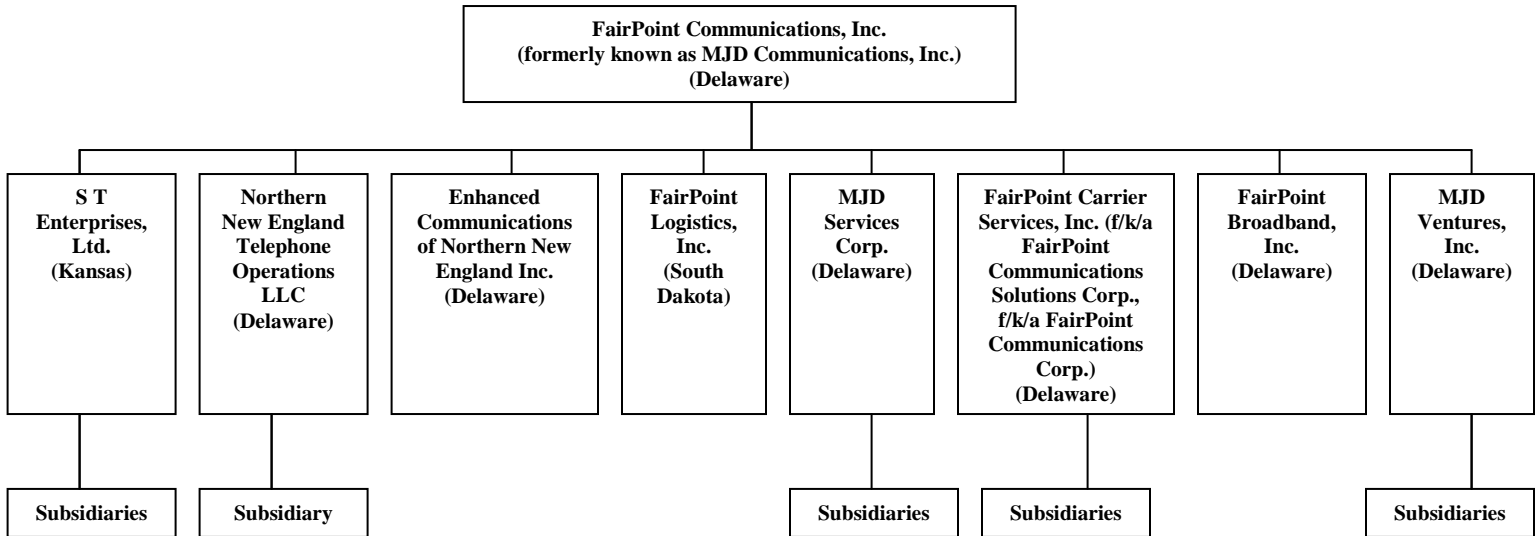 FairPoint Communications, Inc.
(formerly known as MJD Communications, Inc.)
(Delaware)
S T
Enterprises,
Ltd.
(Kansas)
Northern
New England
Telephone
Operations
LLC
(Delaware)
Enhanced
Communications
of Northern New
England Inc.
(Delaware)
FairPoint
Logistics,
Inc.
(South
Dakota)
MJD
Services
Corp.
(Delaware)
FairPoint Carrier
Services, Inc. (f/k/a
FairPoint
Communications
Solutions Corp.,
f/k/a FairPoint
Communications
Corp.)
(Delaware)
FairPoint
Broadband,
Inc.
(Delaware)
MJD
Ventures,
Inc.
(Delaware)
Subsidiaries
Subsidiary
Subsidiaries
Subsidiaries
Subsidiaries